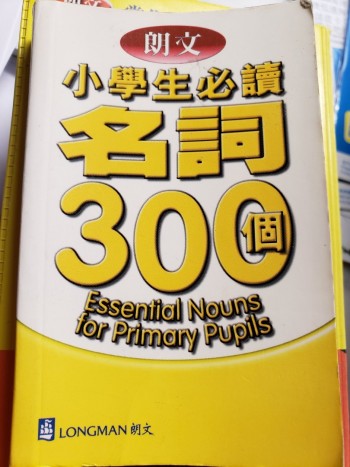 朗文
小學生必讀
名詞
300個
Essential Nouns
for Primary Pupils
LONGMAN 朗文